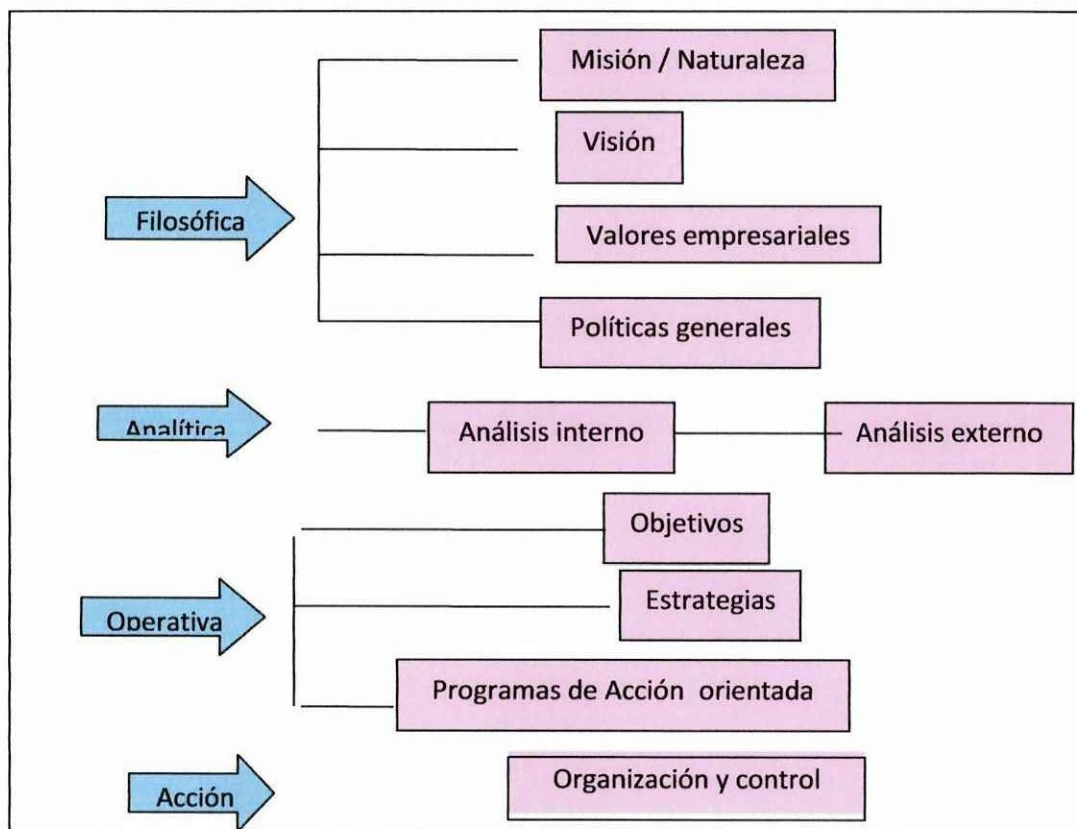 Misión / Naturaleza
Visión
Filosófica
Valores empresariales
Políticas generales
Analítica
Análisis interno
Análisis externo
Objetivos
Estrategias
Operativa
Programas de Acción orientada
Organización y control
Acción